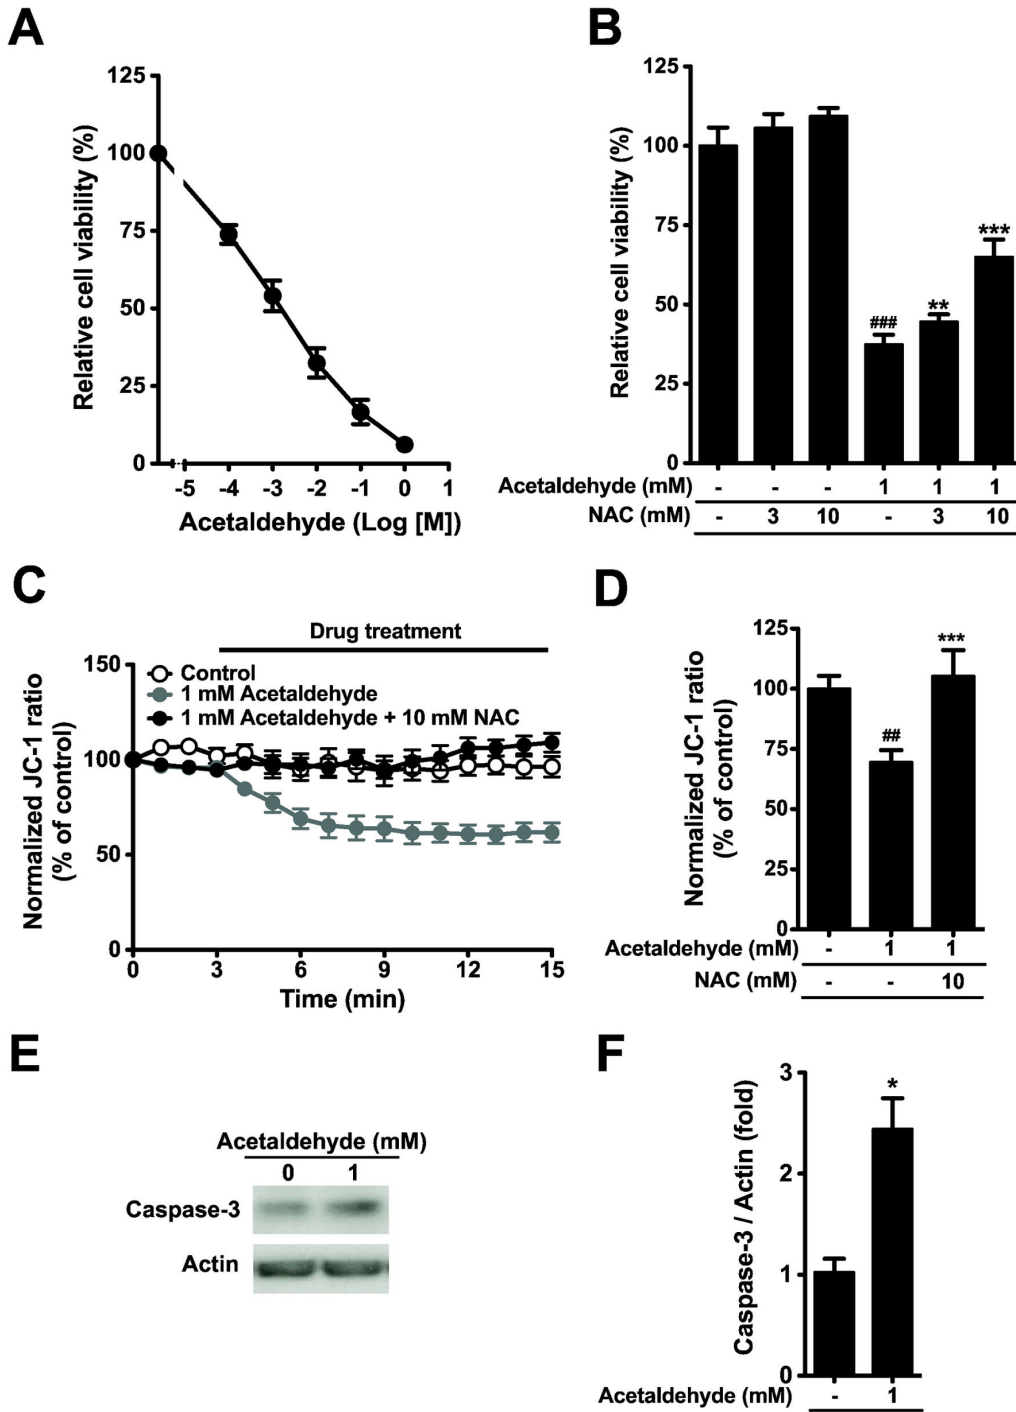 A
125
100
75
50
25
0
Relative cell viability (%)
-5 -4 -3 -2 -1 0 1
Acetaldehyde (Log [M])
B
125
100
75
50
25
0
Relative cell viability (%)
###
**
***
Acetaldehyde (mM) - - - 1 1 1
NAC (mM) - 3 10 - 3 10
C
Drug treatment
150
100
50
0
Normalized JC-1 ratio
(% of control)
Control
1 mM Acetaldehyde
1 mM Acetaldehyde + 10 mM NAC
0 3 6 9 12 15
Time (min)
D
125
100
75
50
25
0
Normalized JC-1 ratio
(% of control)
##
***
Acetaldehyde (mM) - 1 1
NAC (mM) - - 10
E
Acetaldehyde (mM)
0 1
Caspase-3
Actin
F
3
2
1
0
Caspase-3 / Actin (fold)
*
Acetaldehyde (mM) - 1